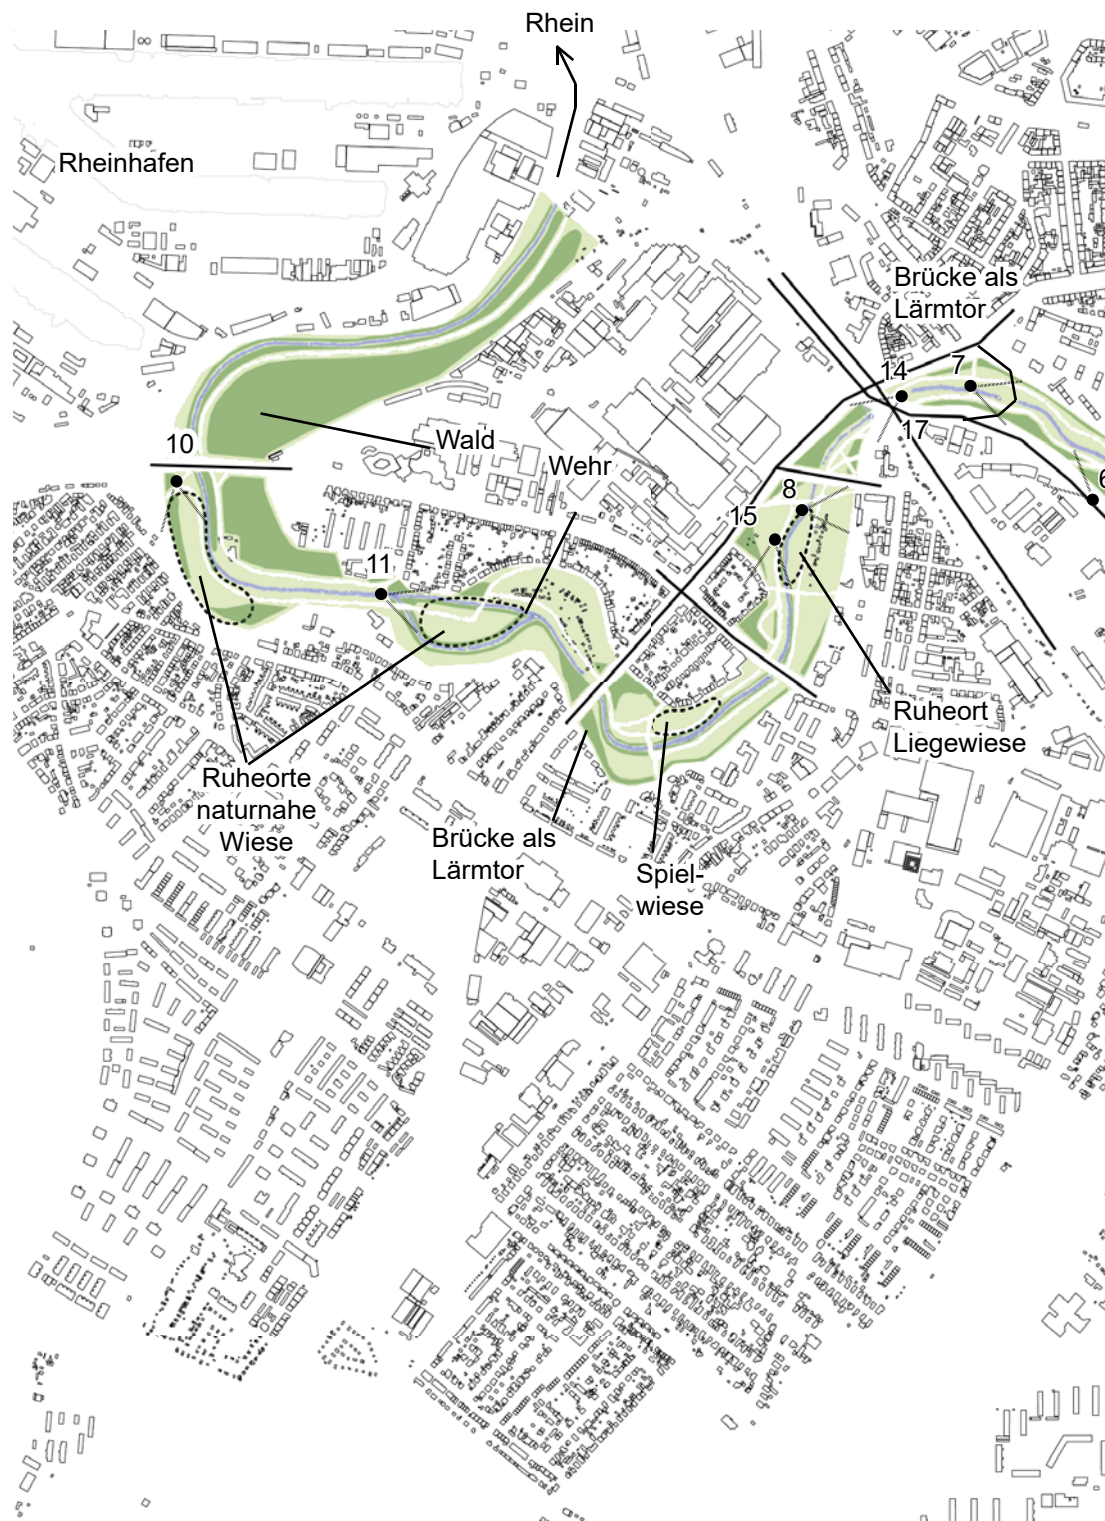 Rhein
Rheinhafen
Brücke als
Lärmtor
14
7
17
10
Wald
Wehr
8
15
6
11
Ruheort
Liegewiese
Ruheorte
naturnahe
Wiese
Brücke als
Lärmtor
Spiel-
wiese